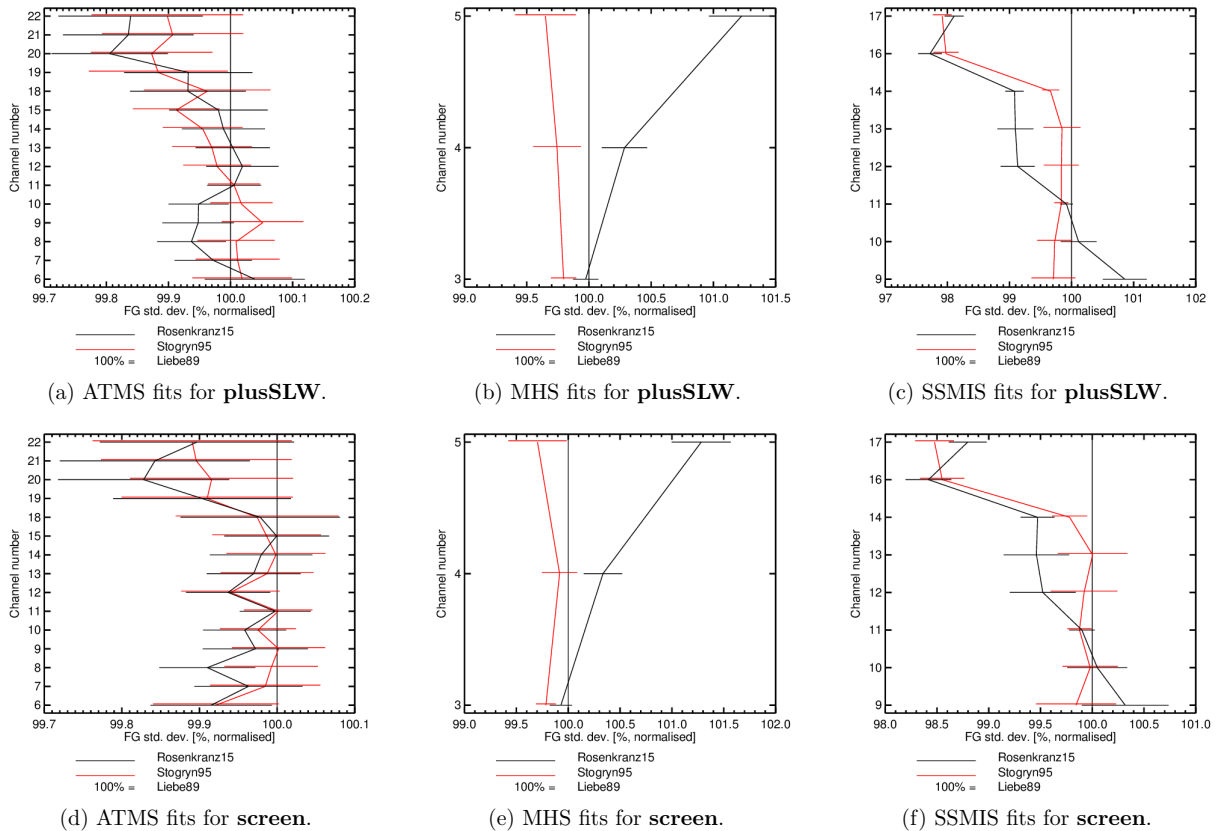 22
21
20
19
18
15
14
13
12
11
10
9
8
7
6
Channel number
99.7 99.8 99.9 100.0 100.1 100.2
FG std. dev. [%, normalised]
Rosenkranz15
Stogryn95
100% = Liebe89
(a) ATMS fits for plusSLW.
5
4
3
Channel number
99.0 99.5 100.0 100.5 101.0 101.5
FG std. dev. [%, normalised]
Rosenkranz15
Stogryn95
100% = Liebe89
(b) MHS fits for plusSLW.
17
16
14
13
12
11
10
9
Channel number
97 98 99 100 101 102
FG std. dev. [%, normalised]
Rosenkranz15
Stogryn95
100% = Liebe89
(c) SSMIS fits for plusSLW.
22
21
20
19
18
15
14
13
12
11
10
9
8
7
6
Channel number
99.7 99.8 99.9 100.0 100.1
FG std. dev. [%, normalised]
Rosenkranz15
Stogryn95
100% = Liebe89
(d) ATMS fits for screen.
5
4
3
Channel number
99.0 99.5 100.0 100.5 101.0 101.5 102.0
FG std. dev. [%, normalised]
Rosenkranz15
Stogryn95
100% = Liebe89
(e) MHS fits for screen.
17
16
14
13
12
11
10
9
Channel number
98.0 98.5 99.0 99.5 100.0 100.5 101.0
FG std. dev. [%, normalised]
Rosenkranz15
Stogryn95
100% = Liebe89
(f) SSMIS fits for screen.